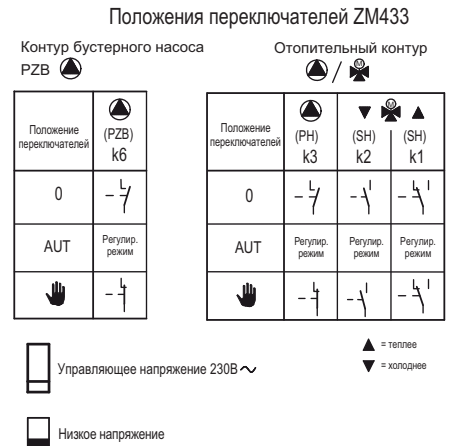 Положения переключателей ZM433
Контур бустерного насоса
PZB
Отопительный контур
/ M
Положение
переключателей
(PZB)
k6
0
AUT
Регулир.
режим
Положение
переключателей
(PH)
k3
M
(SH)
k2
(SH)
k1
0
AUT
Регулир.
режим
Регулир.
режим
Регулир.
режим
▲ = теплее
▼ = холоднее
Управляющее напряжение 230В ~
Низкое напряжение